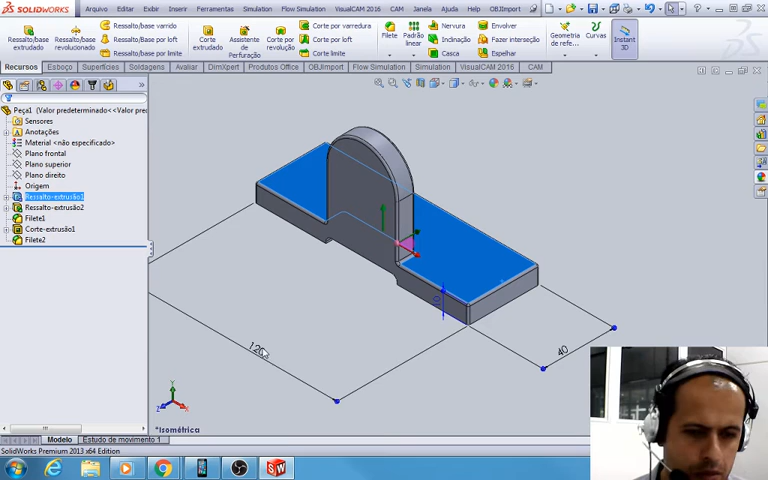 SOLIDWORKS Arquivo Editar Exibir Inserir Ferramentas Simulation Flow Simulation VisualCAM 2016 Janela Ajuda OBJImport
Ressalto/base extrudado
Ressalto/base revolucionado
Ressalto/base varrido
Ressalto/base por loft
Ressalto/base por limite
Corte extrudado
Assistente de Perfuração
Corte por revolução
Corte por varredura
Corte por loft
Corte limite
Filete
Padrão linear
Nervura
Inclinação
Casca
Envolver
Fazer interseção
Espelhar
Geometria de refe...
Curvas
Instant 3D
Recursos Esboço Superfícies Soldagens Avaliar DimXpert Produtos Office OBJImport Flow Simulation Simulation VisualCAM 2016 CAM
Peça1 (Valor predeterminado<<Valor pre
Sensores
Anotações
Material <não especificado>
Plano frontal
Plano superior
Plano direito
Origem
Ressalto-extrusão1
Ressalto-extrusão2
Filete1
Corte-extrusão1
Filete2
120
40
Y
Z
X
*Isométrica
Modelo Estudo de movimento 1
SolidWorks Premium 2013 x64 Edition